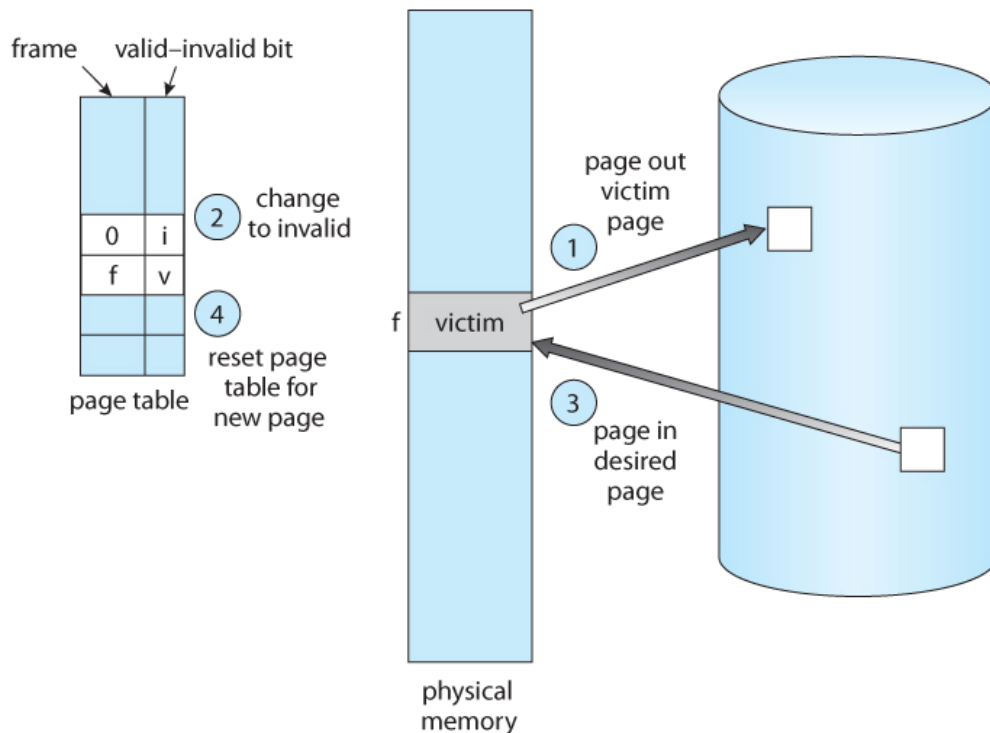 frame
valid–invalid bit
0 i
f v
page table
2
change
to invalid
4
reset page
table for
new page
f
victim
physical
memory
1
page out
victim
page
3
page in
desired
page